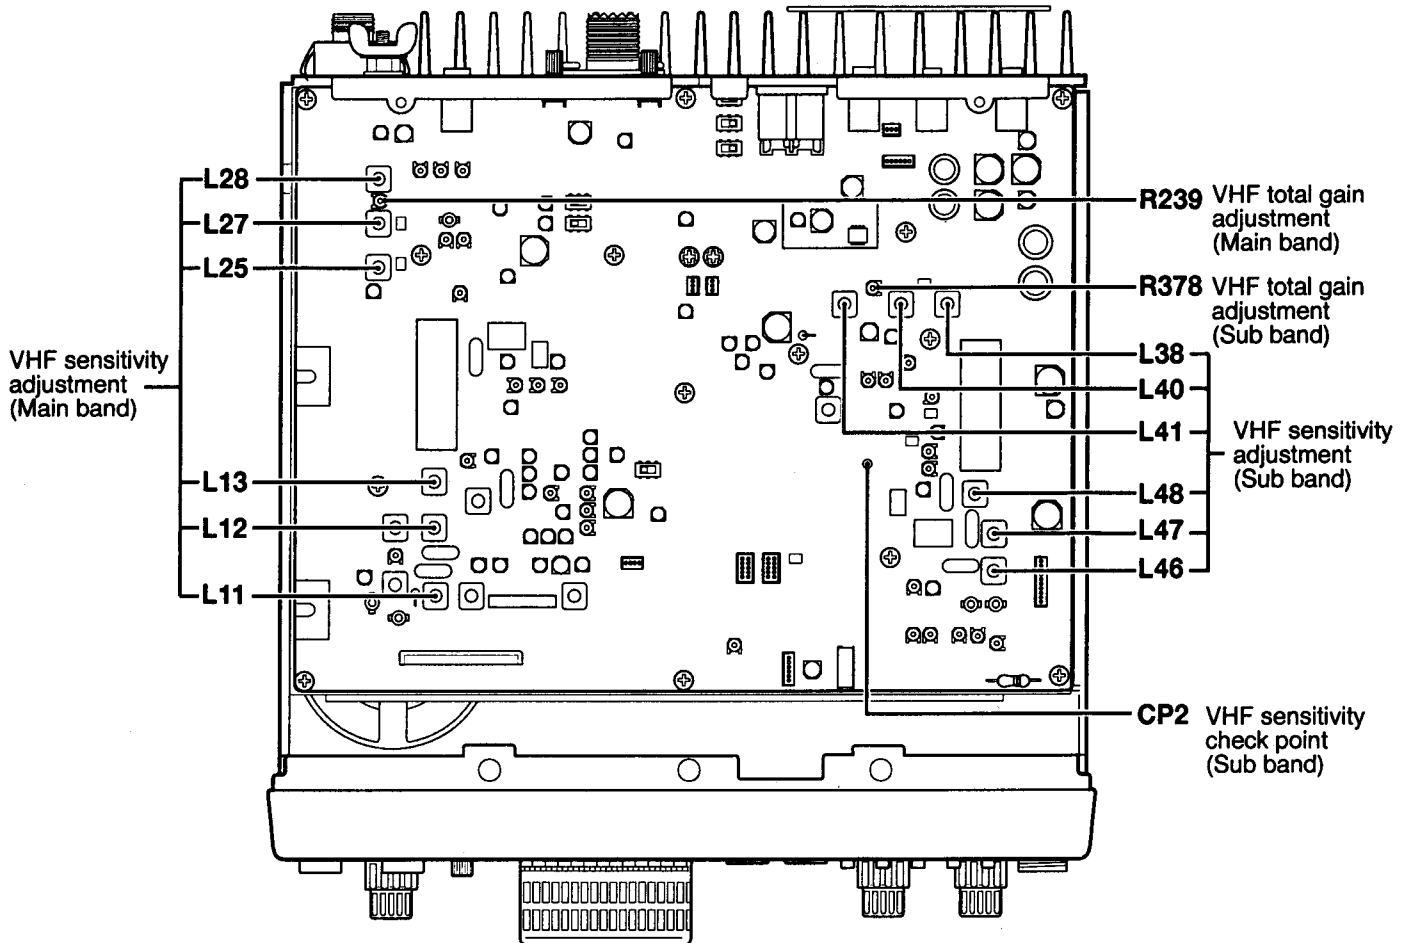 L28
L27
L25
VHF sensitivity
adjustment
(Main band)
L13
L12
L11
R239 VHF total gain
adjustment
(Main band)
R378 VHF total gain
adjustment
(Sub band)
L38
L40
L41
VHF sensitivity
adjustment
(Sub band)
L48
L47
L46
CP2 VHF sensitivity
check point
(Sub band)